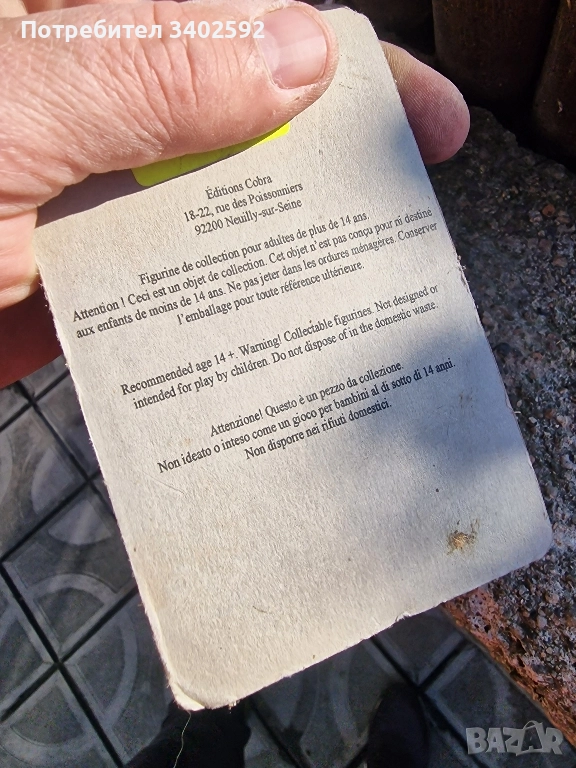 Потребител 3402592
Éditions Cobra
18-22, rue des Poissonniers
92200 Neuilly-sur-Seine
Figurine de collection pour adultes de plus de 14 ans.
Attention ! Ceci est un objet de collection. Cet objet n'est pas conçu pour ni destiné
aux enfants de moins de 14 ans. Ne pas jeter dans les ordures ménagères. Conserver
l'emballage pour toute référence ultérieure.
Recommended age 14 +. Warning! Collectable figurines. Not designed or
intended for play by children. Do not dispose of in the domestic waste.
Attenzione! Questo è un pezzo da collezione.
Non ideato o inteso come un gioco per bambini al di sotto di 14 anni.
Non disporre nei rifiuti domestici.
BAZAR